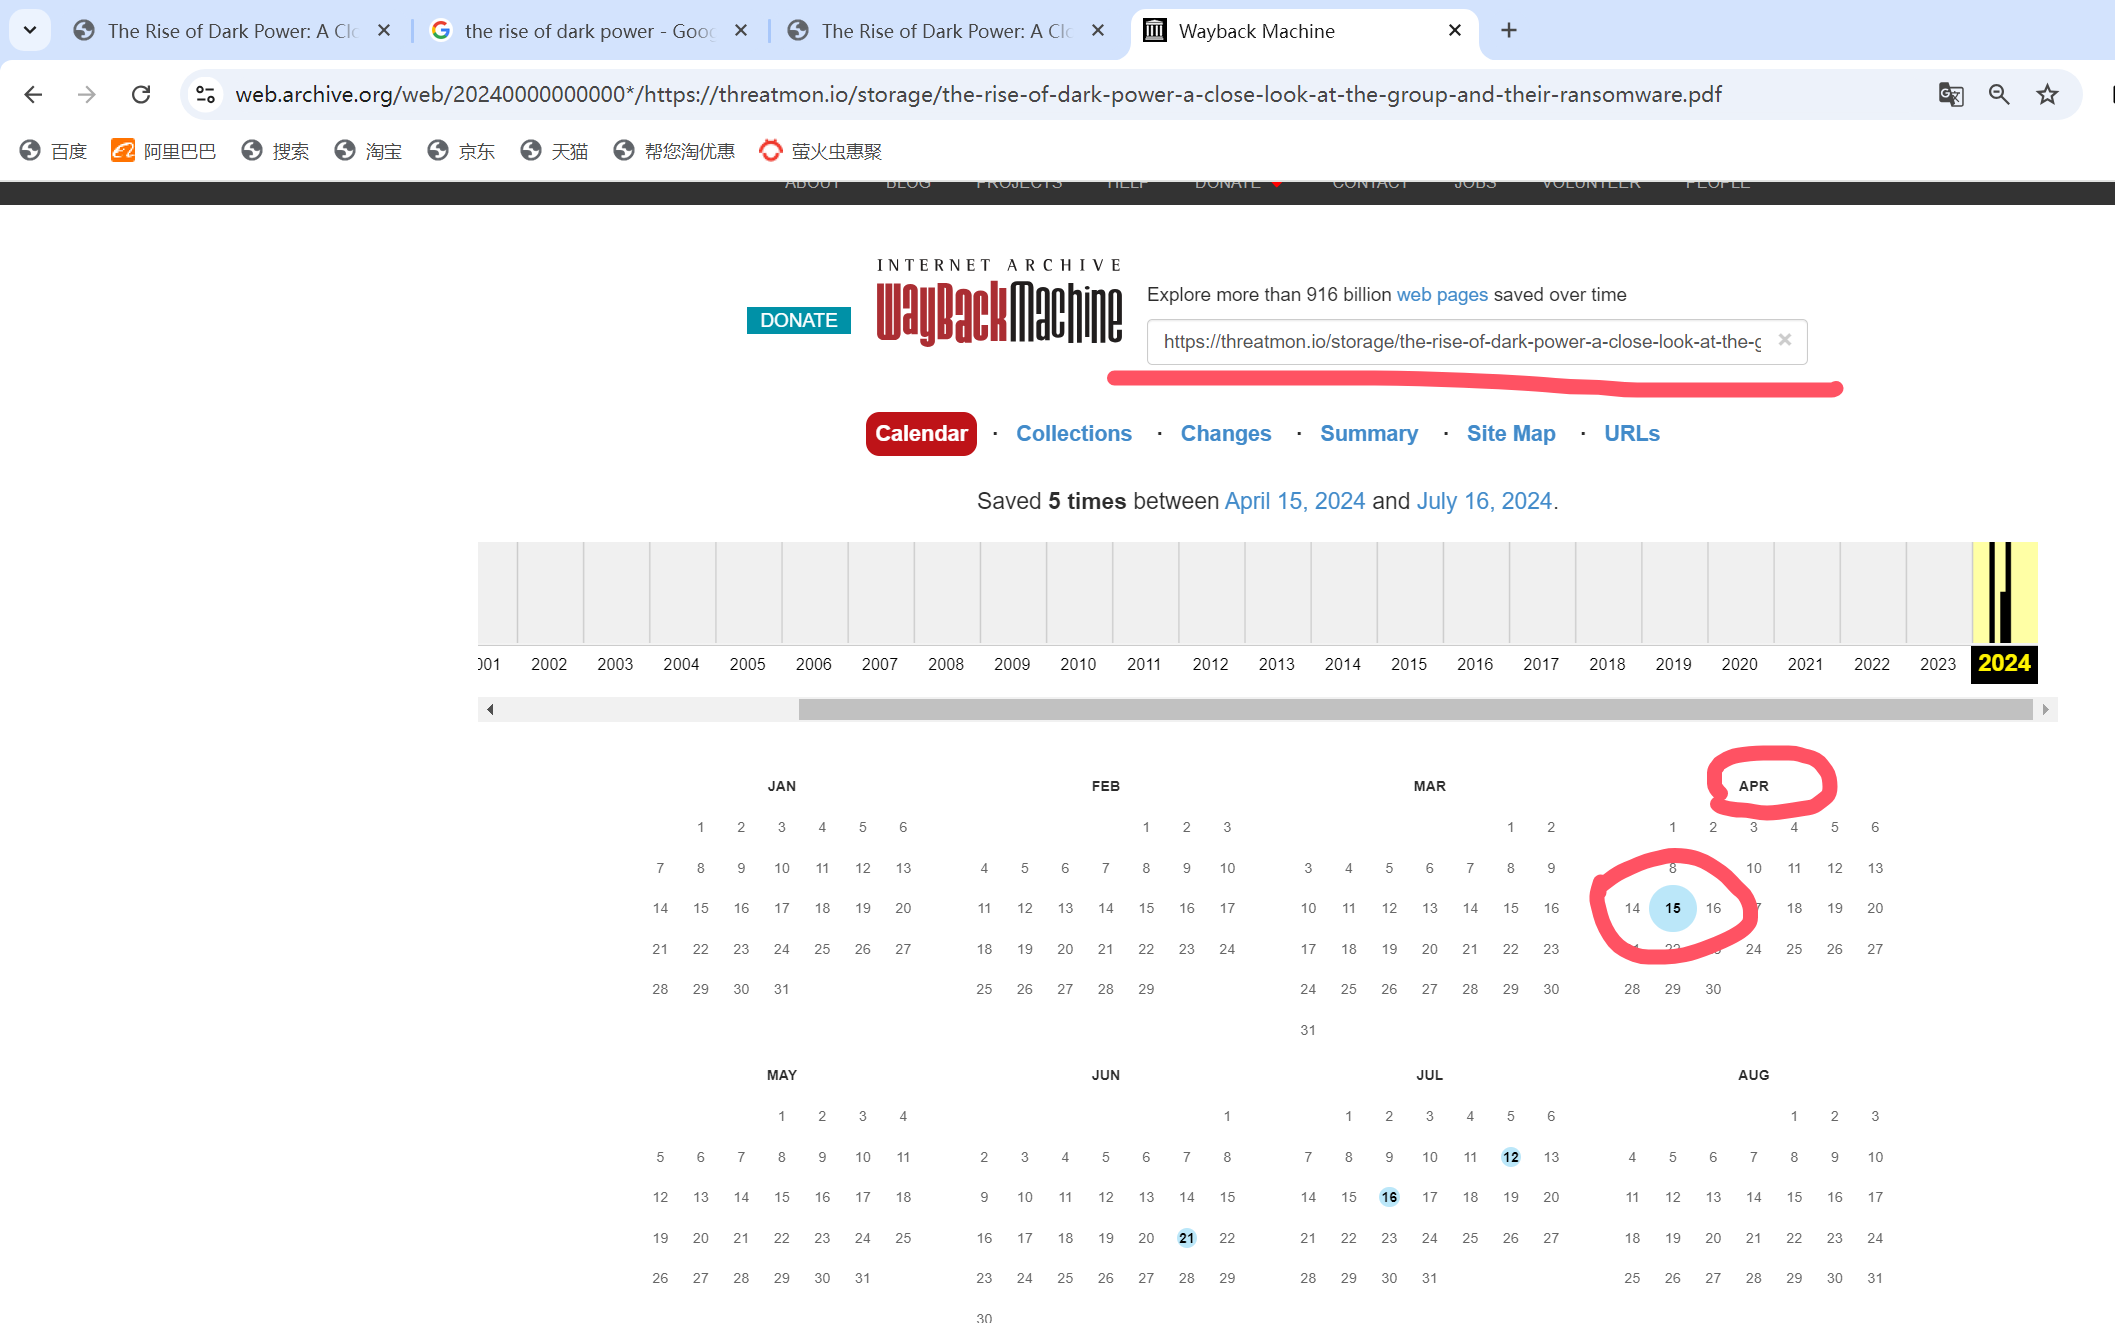 The Rise of Dark Power: A Clo
the rise of dark power - Goog
The Rise of Dark Power: A Clo
Wayback Machine
web.archive.org/web/20240000000000*/https://threatmon.io/storage/the-rise-of-dark-power-a-close-look-at-the-group-and-their-ransomware.pdf
百度 阿里巴巴 搜索 淘宝 京东 天猫 帮您淘优惠 萤火虫惠聚
ABOUT BLOG PROJECTS HELP DONATE CONTACT JOBS VOLUNTEER PEOPLE
INTERNET ARCHIVE
WayBackMachine
DONATE
Explore more than 916 billion web pages saved over time
https://threatmon.io/storage/the-rise-of-dark-power-a-close-look-at-the-g
Calendar · Collections · Changes · Summary · Site Map · URLs
Saved 5 times between April 15, 2024 and July 16, 2024.
001 2002 2003 2004 2005 2006 2007 2008 2009 2010 2011 2012 2013 2014 2015 2016 2017 2018 2019 2020 2021 2022 2023 2024
JAN
1 2 3 4 5 6
7 8 9 10 11 12 13
14 15 16 17 18 19 20
21 22 23 24 25 26 27
28 29 30 31
FEB
1 2 3
4 5 6 7 8 9 10
11 12 13 14 15 16 17
18 19 20 21 22 23 24
25 26 27 28 29
MAR
1 2
3 4 5 6 7 8 9
10 11 12 13 14 15 16
17 18 19 20 21 22 23
24 25 26 27 28 29 30
31
APR
1 2 3 4 5 6
8 10 11 12 13
14 15 16 18 19 20
22 24 25 26 27
28 29 30
MAY
1 2 3 4
5 6 7 8 9 10 11
12 13 14 15 16 17 18
19 20 21 22 23 24 25
26 27 28 29 30 31
JUN
1
2 3 4 5 6 7 8
9 10 11 12 13 14 15
16 17 18 19 20 21 22
23 24 25 26 27 28 29
30
JUL
1 2 3 4 5 6
7 8 9 10 11 12 13
14 15 16 17 18 19 20
21 22 23 24 25 26 27
28 29 30 31
AUG
1 2 3
4 5 6 7 8 9 10
11 12 13 14 15 16 17
18 19 20 21 22 23 24
25 26 27 28 29 30 31